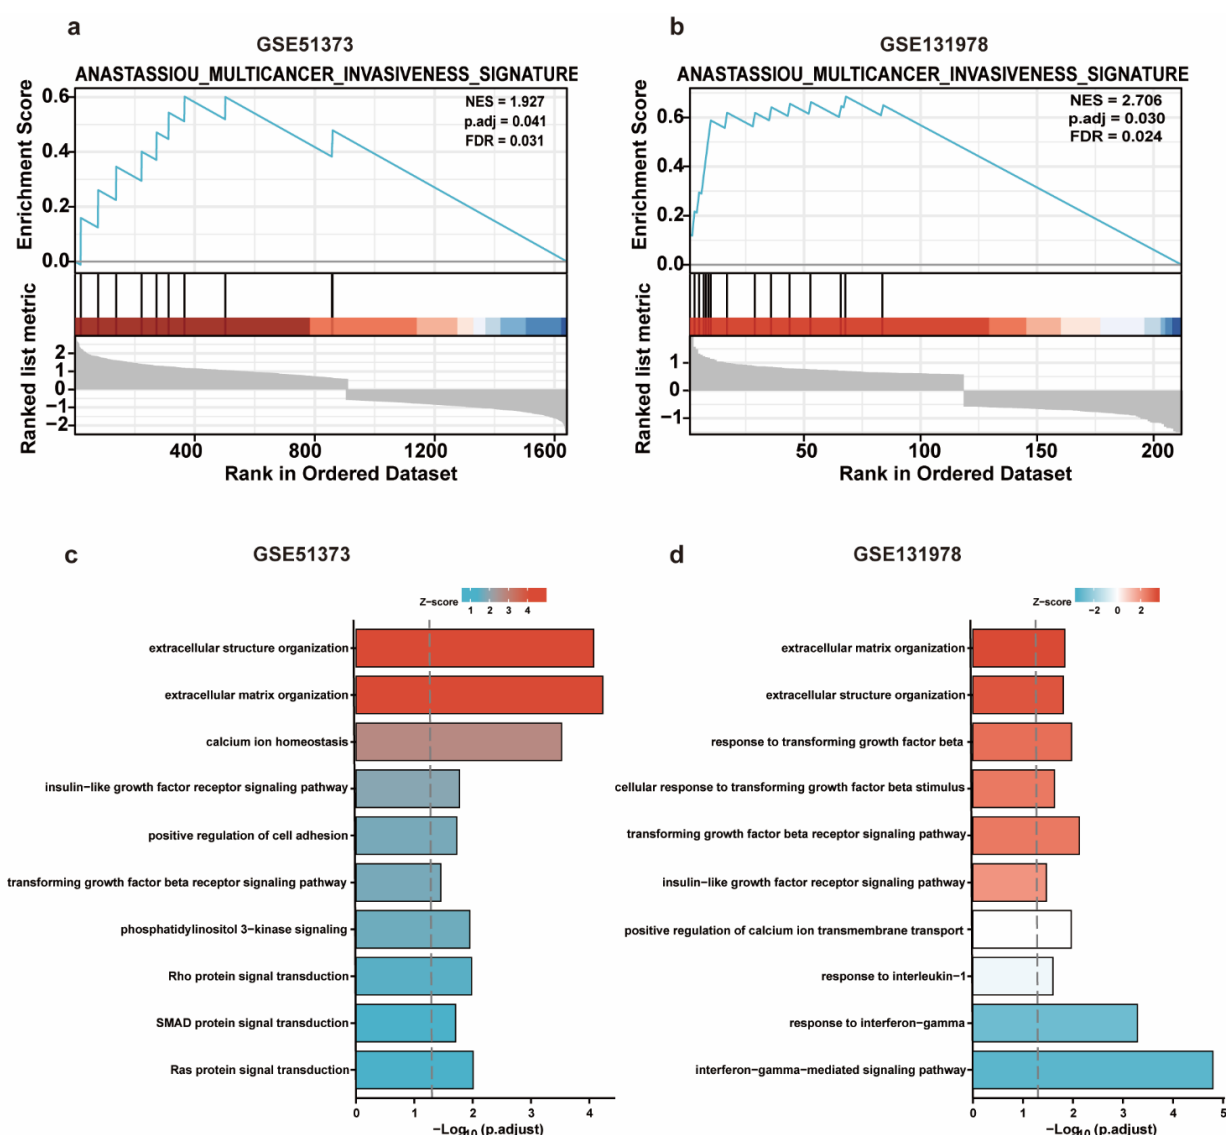 a
GSE51373
ANASTASSIOU_MULTICANCER_INVASIVENESS_SIGNATURE
NES = 1.927
p.adj = 0.041
FDR = 0.031
Enrichment Score
0.6
0.4
0.2
0.0
Ranked list metric
2
1
0
−1
−2
400
800
1200
1600
Rank in Ordered Dataset
b
GSE131978
ANASTASSIOU_MULTICANCER_INVASIVENESS_SIGNATURE
NES = 2.706
p.adj = 0.030
FDR = 0.024
Enrichment Score
0.6
0.4
0.2
0.0
Ranked list metric
1
0
−1
50
100
150
200
Rank in Ordered Dataset
c
GSE51373
Z−score
1 2 3 4
extracellular structure organization
extracellular matrix organization
calcium ion homeostasis
insulin−like growth factor receptor signaling pathway
positive regulation of cell adhesion
transforming growth factor beta receptor signaling pathway
phosphatidylinositol 3−kinase signaling
Rho protein signal transduction
SMAD protein signal transduction
Ras protein signal transduction
0 1 2 3 4
−Log10 (p.adjust)
d
GSE131978
Z−score
−2 0 2
extracellular matrix organization
extracellular structure organization
response to transforming growth factor beta
cellular response to transforming growth factor beta stimulus
transforming growth factor beta receptor signaling pathway
insulin−like growth factor receptor signaling pathway
positive regulation of calcium ion transmembrane transport
response to interleukin−1
response to interferon−gamma
interferon−gamma−mediated signaling pathway
0 1 2 3 4 5
−Log10 (p.adjust)